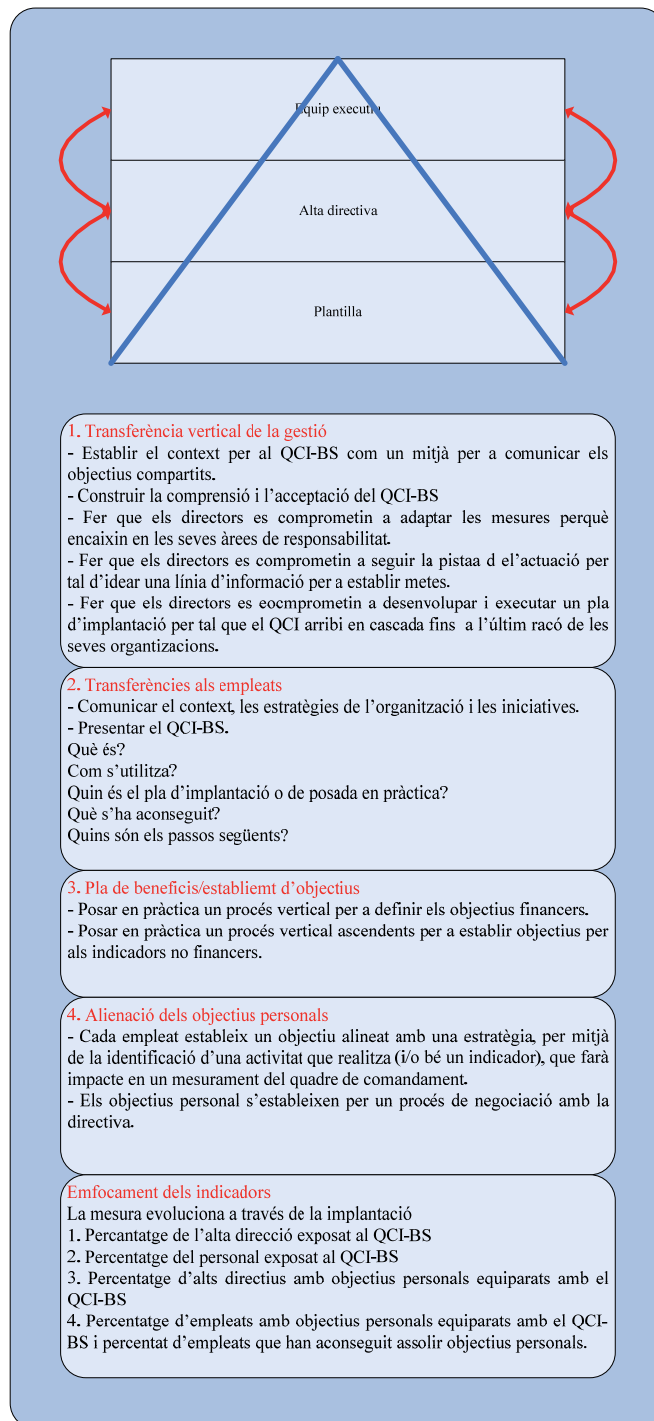 Equip executiu
Alta directiva
Plantilla
1. Transferència vertical de la gestió
- Establir el context per al QCI-BS com un mitjà per a comunicar els
objectius compartits.
- Construir la comprensió i l’acceptació del QCI-BS
- Fer que els directors es comprometin a adaptar les mesures perquè
encaixin en les seves àrees de responsabilitat.
- Fer que els directors es comprometin a seguir la pistaa d el’actuació per
tal d’idear una línia d’informació per a establir metes.
- Fer que els directors es eocmprometin a desenvolupar i executar un pla
d’implantació per tal que el QCI arribi en cascada fins a l’últim racó de les
seves organtizacions.
2. Transferències als empleats
- Comunicar el context, les estratègies de l’organització i les iniciatives.
- Presentar el QCI-BS.
Què és?
Com s’utilitza?
Quin és el pla d’implantació o de posada en pràctica?
Què s’ha aconseguit?
Quins són els passos següents?
3. Pla de beneficis/establiemt d’objectius
- Posar en pràctica un procés vertical per a definir els objectius financers.
- Posar en pràctica un procés vertical ascendents per a establir objectius per
als indicadors no financers.
4. Alienació dels objectius personals
- Cada empleat estableix un objectiu alineat amb una estratègia, per mitjà
de la identificació d’una activitat que realitza (i/o bé un indicador), que farà
impacte en un mesurament del quadre de comandament.
- Els objectius personal s’estableixen per un procés de negociació amb la
directiva.
Emfocament dels indicadors
La mesura evoluciona a través de la implantació
1. Percantatge de l’alta direcció exposat al QCI-BS
2. Percentatge del personal exposat al QCI-BS
3. Percentatge d’alts directius amb objectius personals equiparats amb el
QCI-BS
4. Percentatge d’empleats amb objectius personals equiparats amb el QCI-
BS i percentat d’empleats que han aconseguit assolir objectius personals.